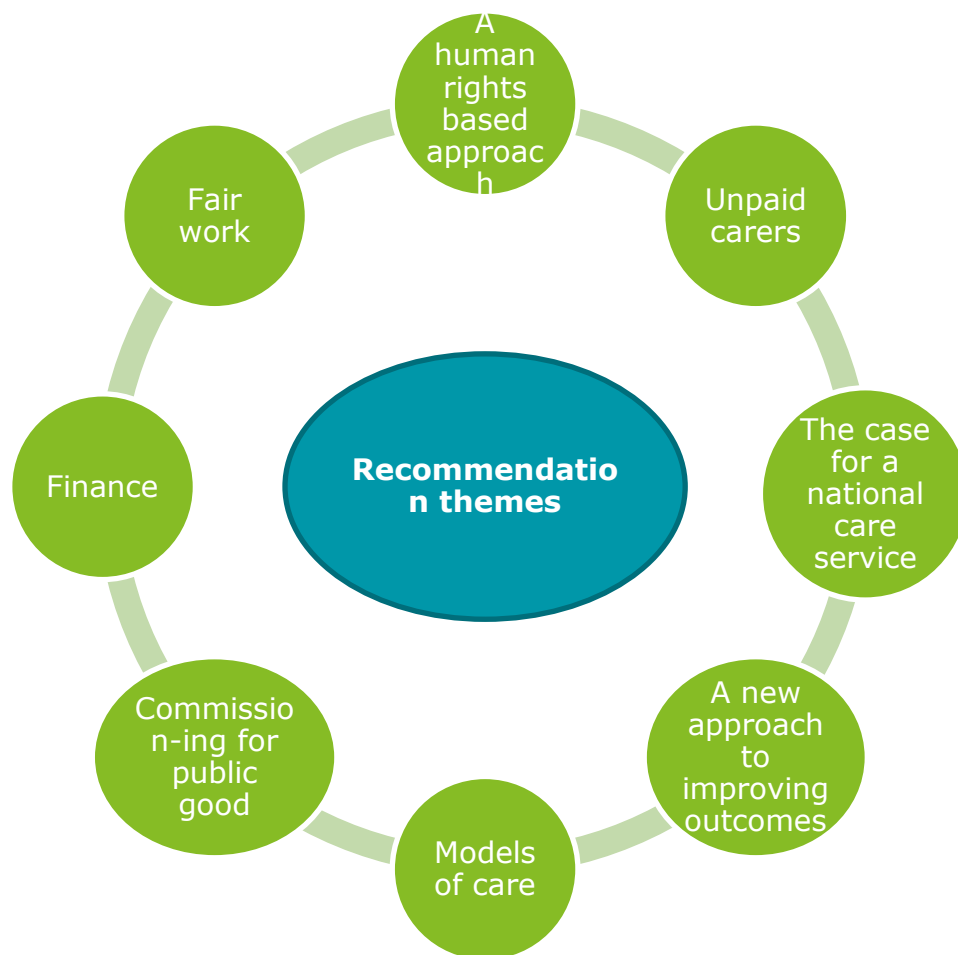 A
human
rights
based
approac
h
Unpaid
carers
The case
for a
national
care
service
A new
approach
to
improving
outcomes
Models
of care
Commissio
n-ing for
public
good
Finance
Fair
work
Recommendatio
n themes